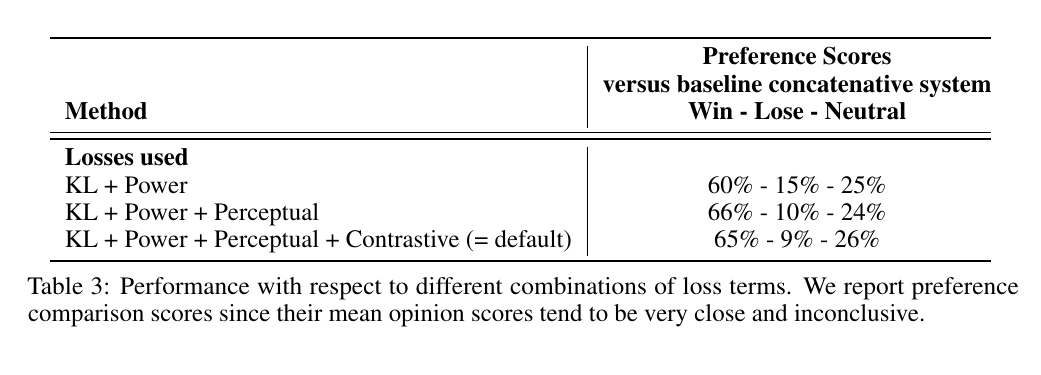 Preference Scores
versus baseline concatenative system
Method Win - Lose - Neutral
Losses used
KL + Power 60% - 15% - 25%
KL + Power + Perceptual 66% - 10% - 24%
KL + Power + Perceptual + Contrastive (= default) 65% - 9% - 26%
Table 3: Performance with respect to different combinations of loss terms. We report preference
comparison scores since their mean opinion scores tend to be very close and inconclusive.